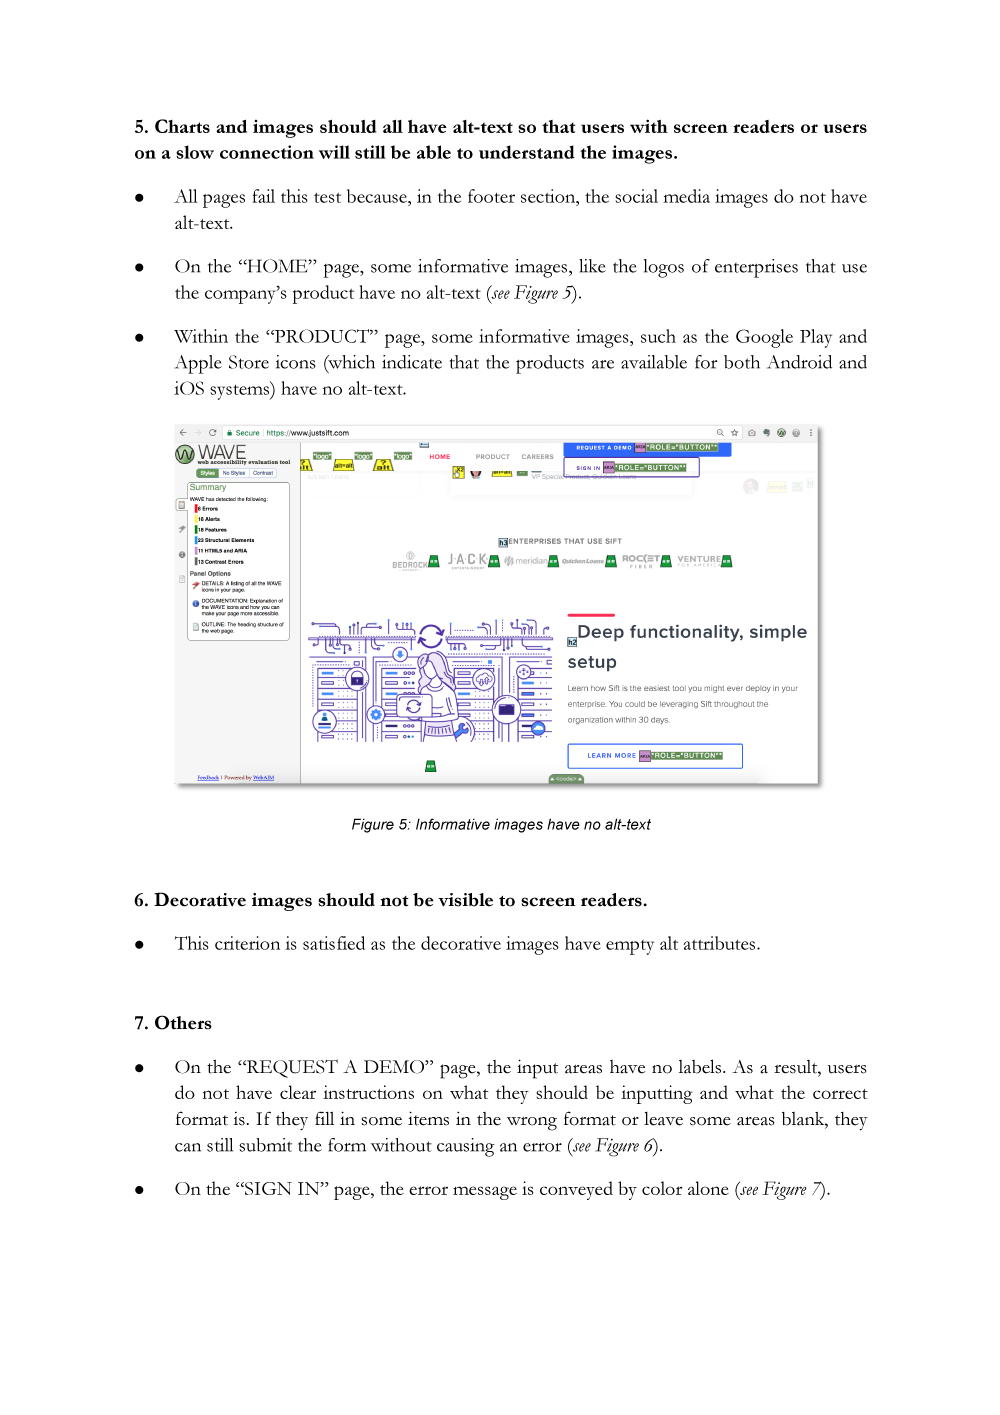 5. Charts and images should all have alt-text so that users with screen readers or users
on a slow connection will still be able to understand the images.
● All pages fail this test because, in the footer section, the social media images do not have
alt-text.
● On the “HOME” page, some informative images, like the logos of enterprises that use
the company’s product have no alt-text (see Figure 5).
● Within the “PRODUCT” page, some informative images, such as the Google Play and
Apple Store icons (which indicate that the products are available for both Android and
iOS systems) have no alt-text.
Secure https://www.justsift.com
WAVE
web accessibility evaluation tool
Styles No Styles Contrast
Summary
WAVE has detected the following:
6 Errors
16 Alerts
18 Features
23 Structural Elements
11 HTML5 and ARIA
13 Contrast Errors
Panel Options
DETAILS: A listing of all the WAVE
icons in your page.
DOCUMENTATION: Explanation of
the WAVE icons and how you can
make your page more accessible.
OUTLINE: The heading structure of
the web page.
Feedback | Powered by WebAIM
"logo" "logo" "logo"
alt=alt
HOME PRODUCT CAREERS
REQUEST A DEMO ARIA *ROLE="BUTTON"*
SIGN IN ARIA *ROLE="BUTTON"*
VP Special Product, Quicken Loans
h3 ENTERPRISES THAT USE SIFT
BEDROCK JACK ENTERTAINMENT meridian Quicken Loans ROCKET FIBER VENTURE FOR AMERICA
h2 Deep functionality, simple
setup
Learn how Sift is the easiest tool you might ever deploy in your
enterprise. You could be leveraging Sift throughout the
organization within 30 days.
LEARN MORE ARIA *ROLE="BUTTON"*
<code>
Figure 5: Informative images have no alt-text
6. Decorative images should not be visible to screen readers.
● This criterion is satisfied as the decorative images have empty alt attributes.
7. Others
● On the “REQUEST A DEMO” page, the input areas have no labels. As a result, users
do not have clear instructions on what they should be inputting and what the correct
format is. If they fill in some items in the wrong format or leave some areas blank, they
can still submit the form without causing an error (see Figure 6).
● On the “SIGN IN” page, the error message is conveyed by color alone (see Figure 7).